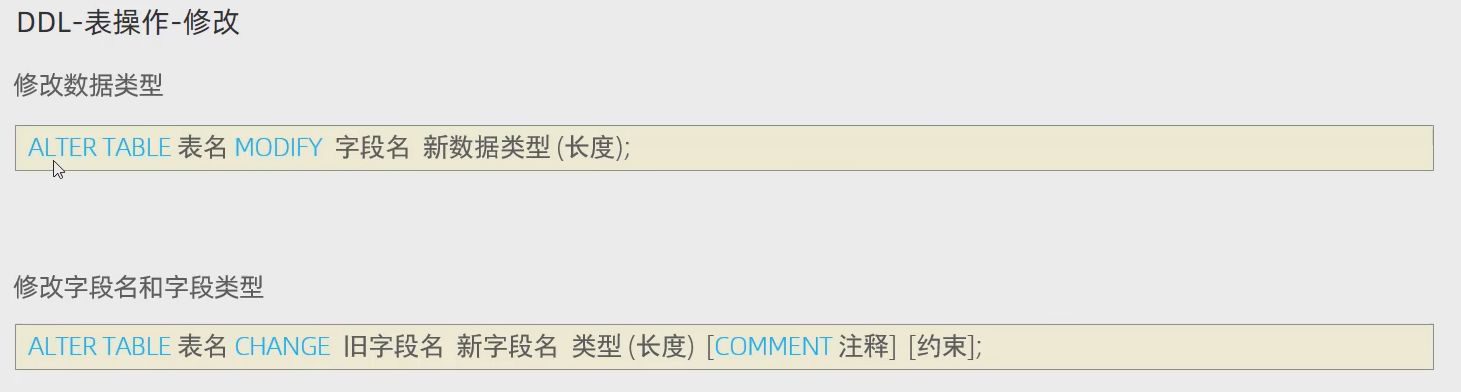 DDL-表操作-修改
修改数据类型
ALTER TABLE 表名 MODIFY 字段名 新数据类型 (长度);
修改字段名和字段类型
ALTER TABLE 表名 CHANGE 旧字段名 新字段名 类型 (长度) [COMMENT 注释] [约束];